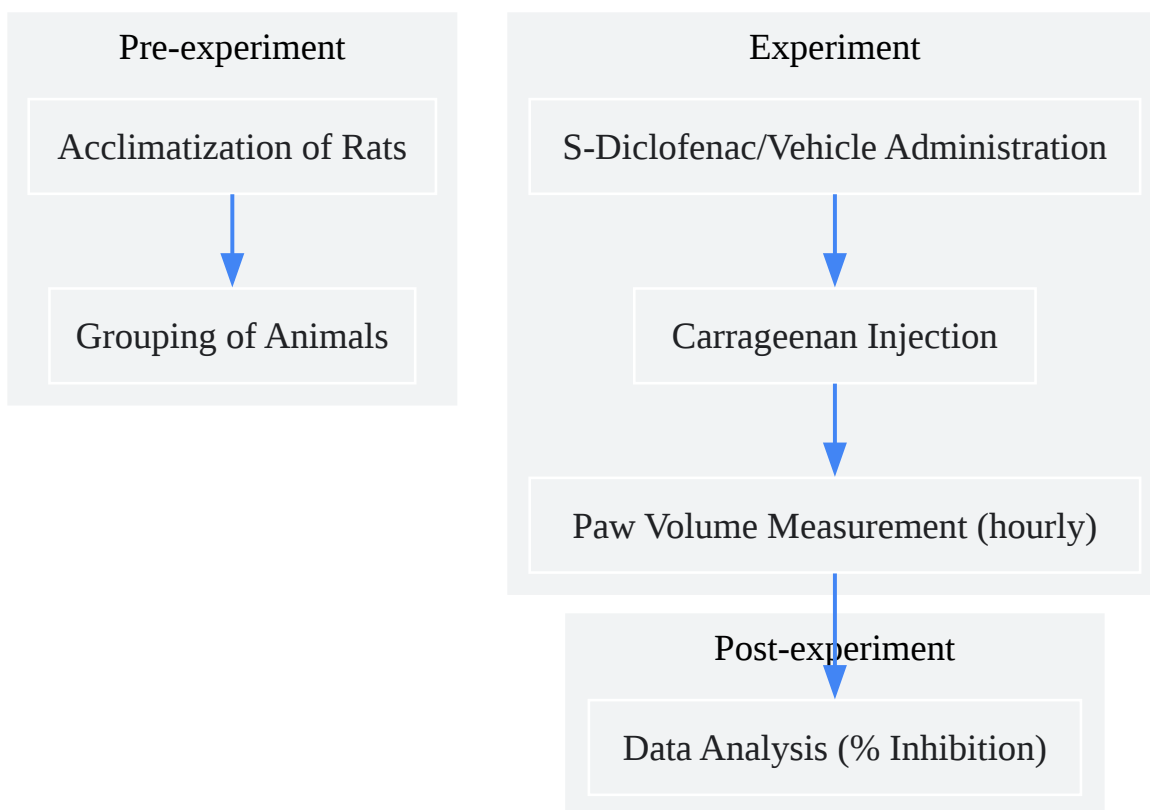 Pre-experiment
Acclimatization of Rats
Grouping of Animals
Experiment
S-Diclofenac/Vehicle Administration
Carrageenan Injection
Paw Volume Measurement (hourly)
Post-experiment
Data Analysis (% Inhibition)